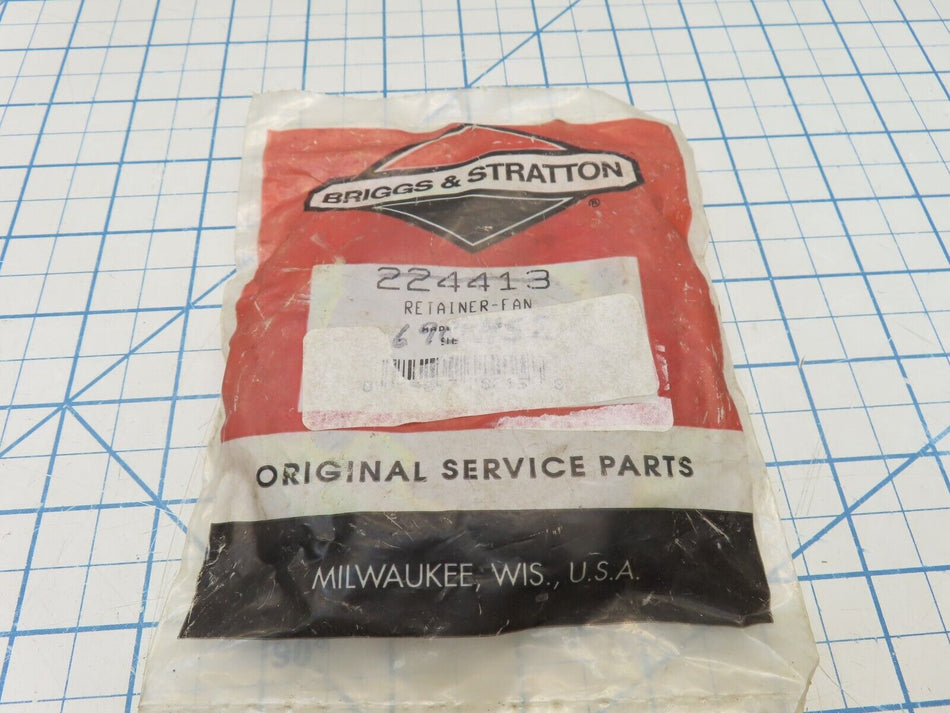 BRIGGS & STRATTON
®
224413
RETAINER-FAN
ORIGINAL SERVICE PARTS
MILWAUKEE, WIS., U.S.A.